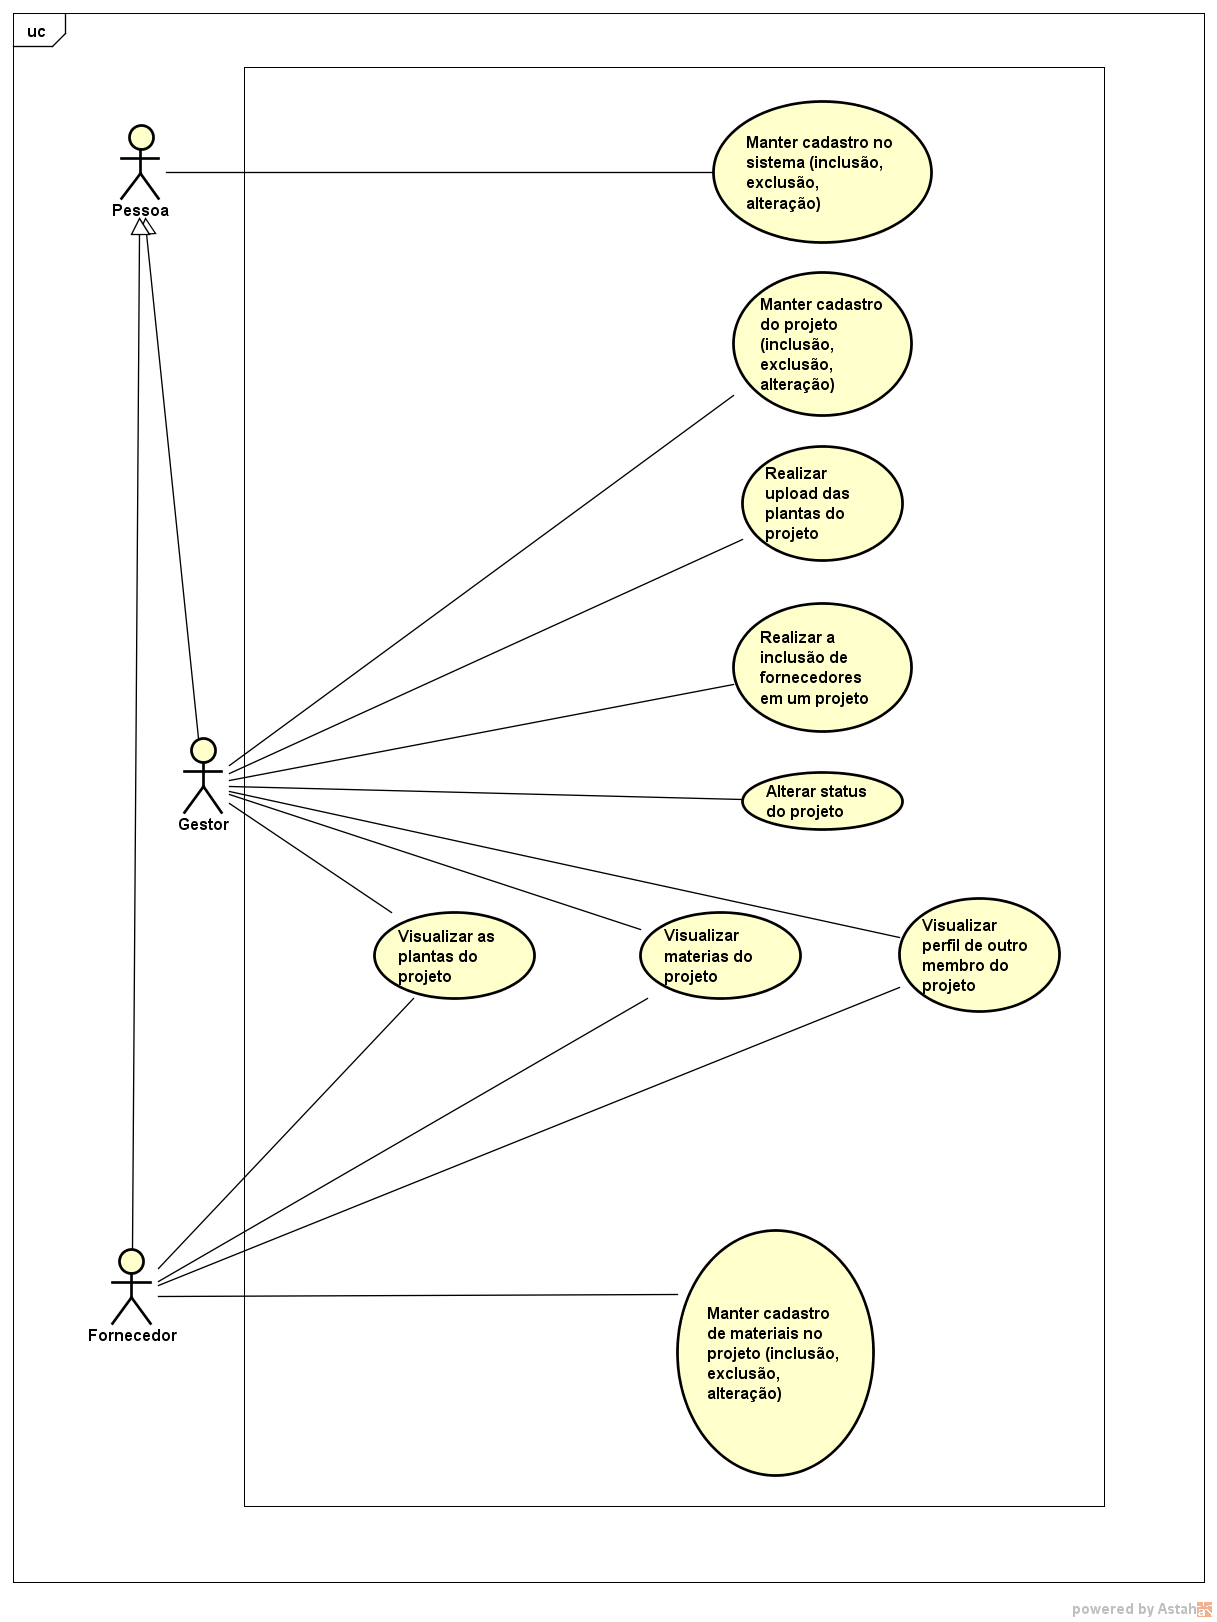 uc
Pessoa
Manter cadastro no
sistema (inclusão,
exclusão,
alteração)
Manter cadastro
do projeto
(inclusão,
exclusão,
alteração)
Realizar
upload das
plantas do
projeto
Realizar a
inclusão de
fornecedores
em um projeto
Gestor
Alterar status
do projeto
Visualizar as
plantas do
projeto
Visualizar
materias do
projeto
Visualizar
perfil de outro
membro do
projeto
Fornecedor
Manter cadastro
de materiais no
projeto (inclusão,
exclusão,
alteração)
powered by Astah